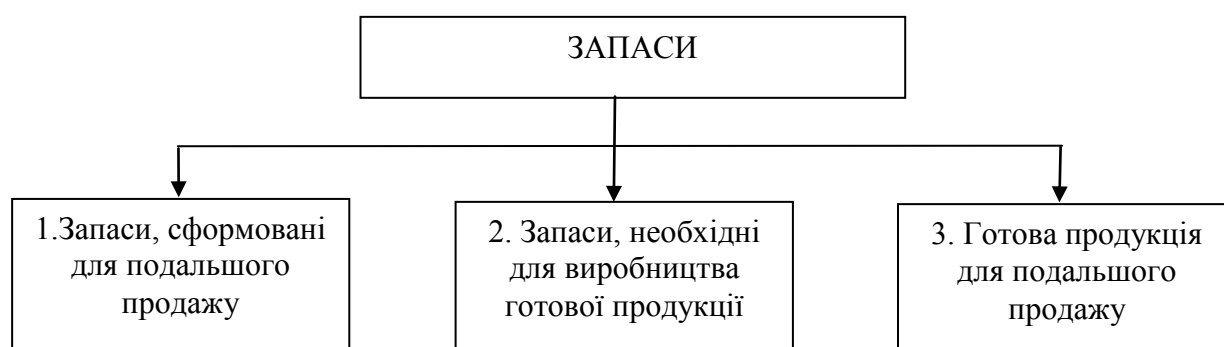 ЗАПАСИ
1.Запаси, сформовані
для подальшого
продажу
2. Запаси, необхідні
для виробництва
готової продукції
3. Готова продукція
для подальшого
продажу